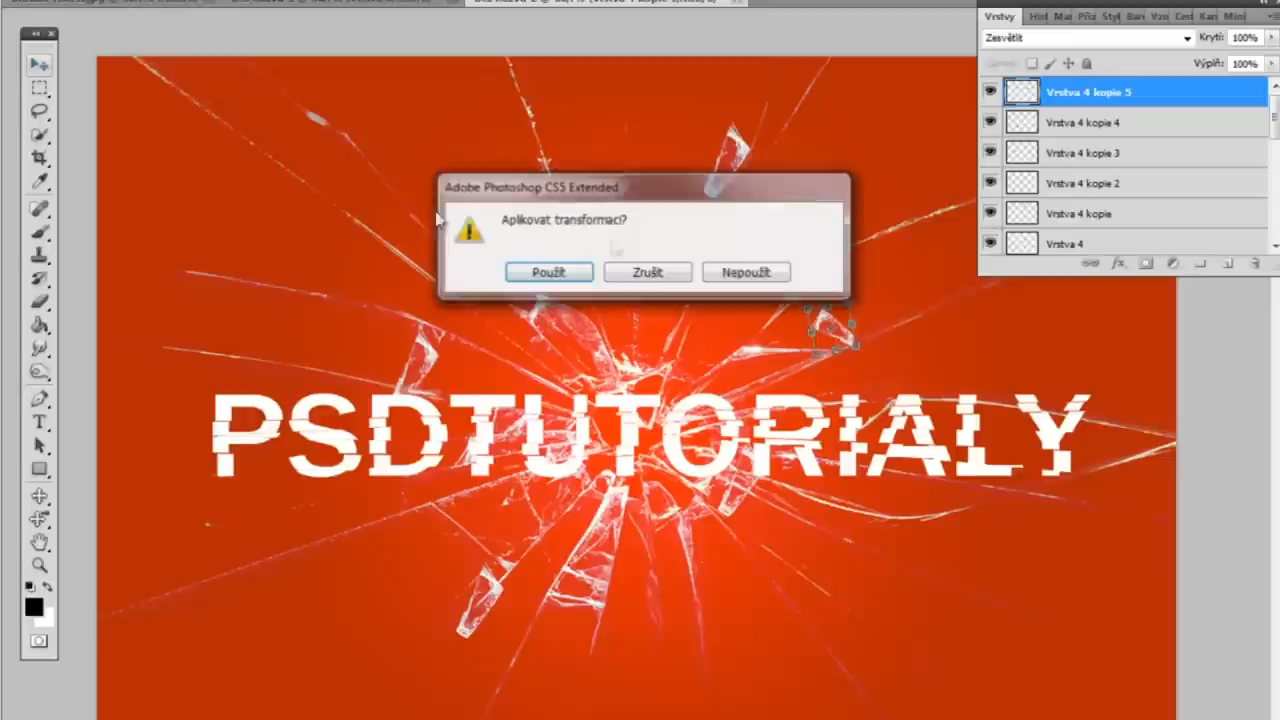 Vrstvy
Zesvětlit
Krytí: 100%
Výplň: 100%
Vrstva 4 kopie 5
Vrstva 4 kopie 4
Vrstva 4 kopie 3
Vrstva 4 kopie 2
Vrstva 4 kopie
Vrstva 4
Adobe Photoshop CS5 Extended
Aplikovat transformaci?
Použít Zrušit Nepoužít
PSDTUTORIALY